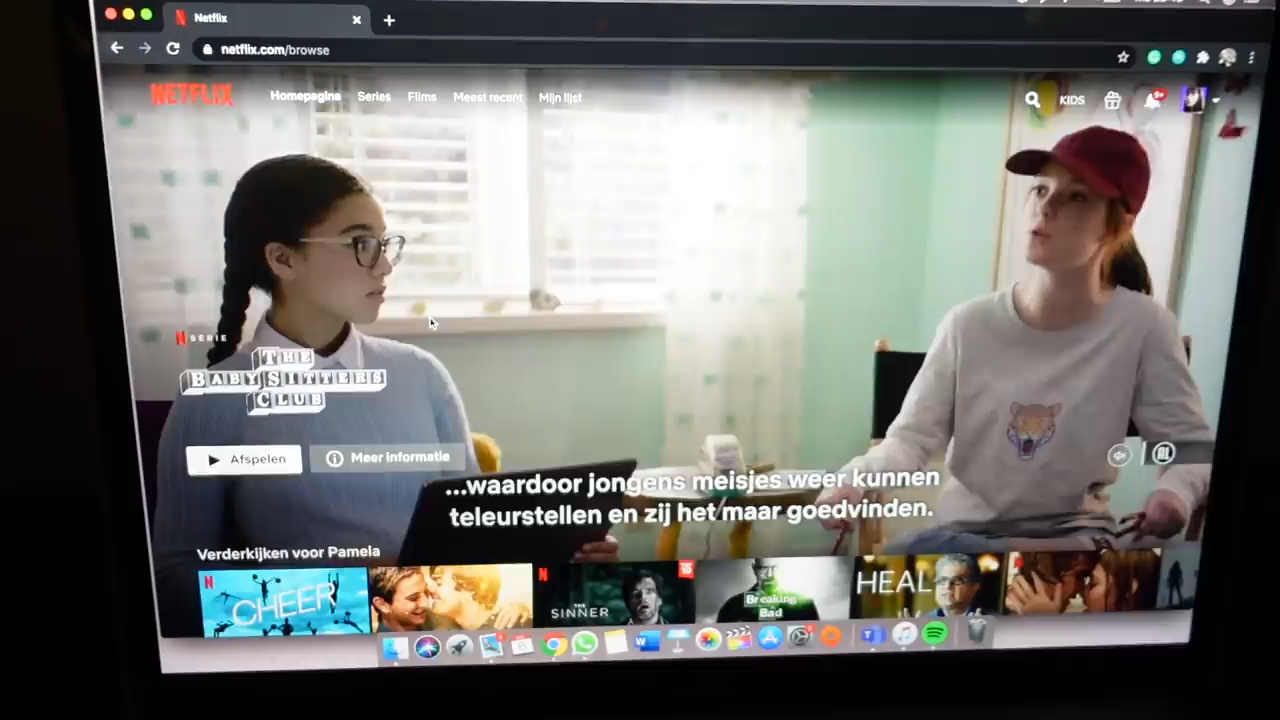 Netflix
netflix.com/browse
NETFLIX
Homepagina Series Films Meest recent Mijn lijst
KIDS
9+
N SERIE
THE
BABY-SITTERS
CLUB
Afspelen
Meer informatie
AL
...waardoor jongens meisjes weer kunnen
teleurstellen en zij het maar goedvinden.
Verderkijken voor Pamela
CHEER
THE
SINNER
Breaking
Bad
HEAL